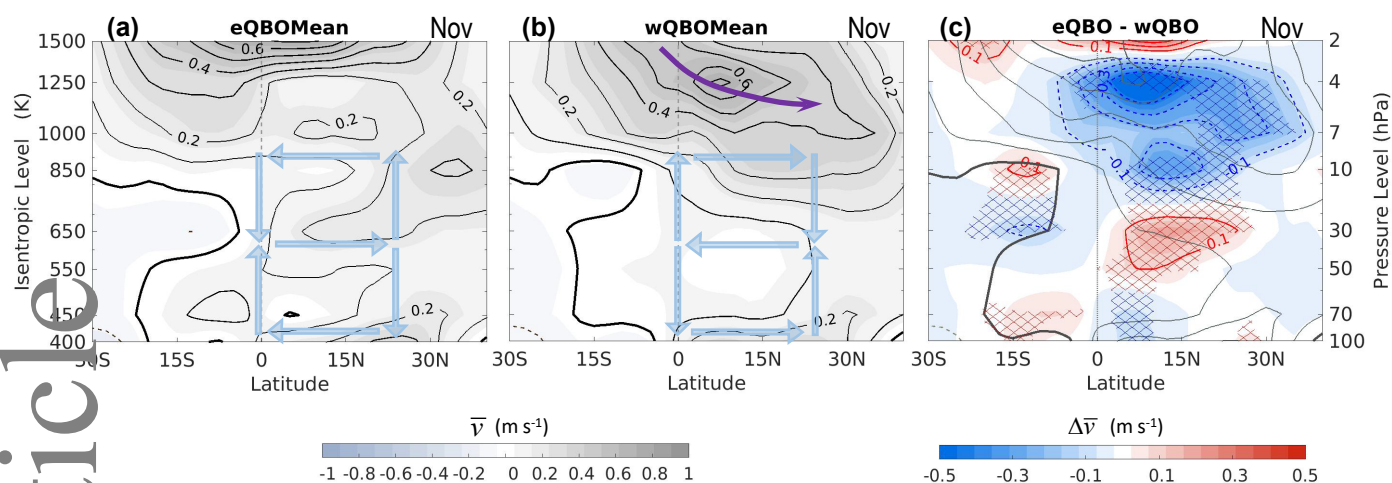 (a) eQBOMean Nov
(b) wQBOMean Nov
(c) eQBO - wQBO
Isentropic Level (K)
1500
1250
1000
850
650
550
450
400
0.6
0.4
0.2
0.2
0.2
30S 15S 0 15N 30N
Latitude
0.6
0.4
0.2
0.2
0.2
30S 15S 0 15N 30N
Latitude
0.1
0.1
-0.3
-0.1
-0.1
0.1
0.1
30S 15S 0 15N 30N
Latitude
2
4
7
10
30
50
70
100
Pressure Level (hPa)
v̅ (m s⁻¹)
-1 -0.8 -0.6 -0.4 -0.2 0 0.2 0.4 0.6 0.8 1
Δv̅ (m s⁻¹)
-0.5 -0.3 -0.1 0.1 0.3 0.5
icle